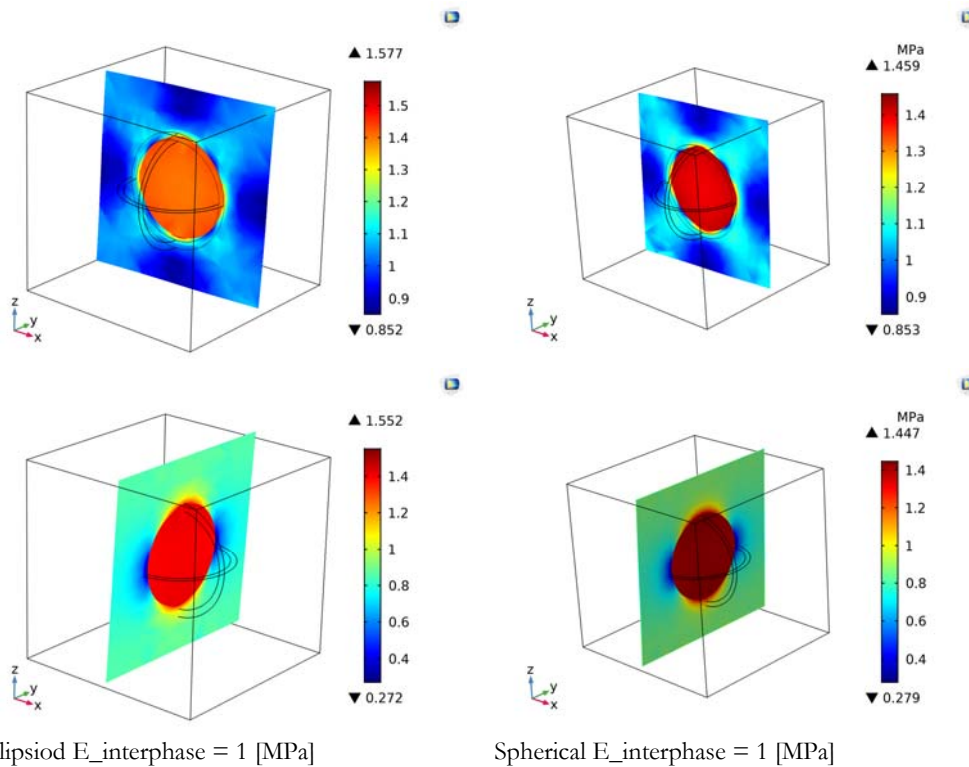 ▲ 1.577
1.5
1.4
1.3
1.2
1.1
1
0.9
▼ 0.852
z
y
x
MPa
▲ 1.459
1.4
1.3
1.2
1.1
1
0.9
▼ 0.853
z
y
x
▲ 1.552
1.4
1.2
1
0.8
0.6
0.4
▼ 0.272
z
y
x
MPa
▲ 1.447
1.4
1.2
1
0.8
0.6
0.4
▼ 0.279
z
y
x
lipsiod E_interphase = 1 [MPa]
Spherical E_interphase = 1 [MPa]